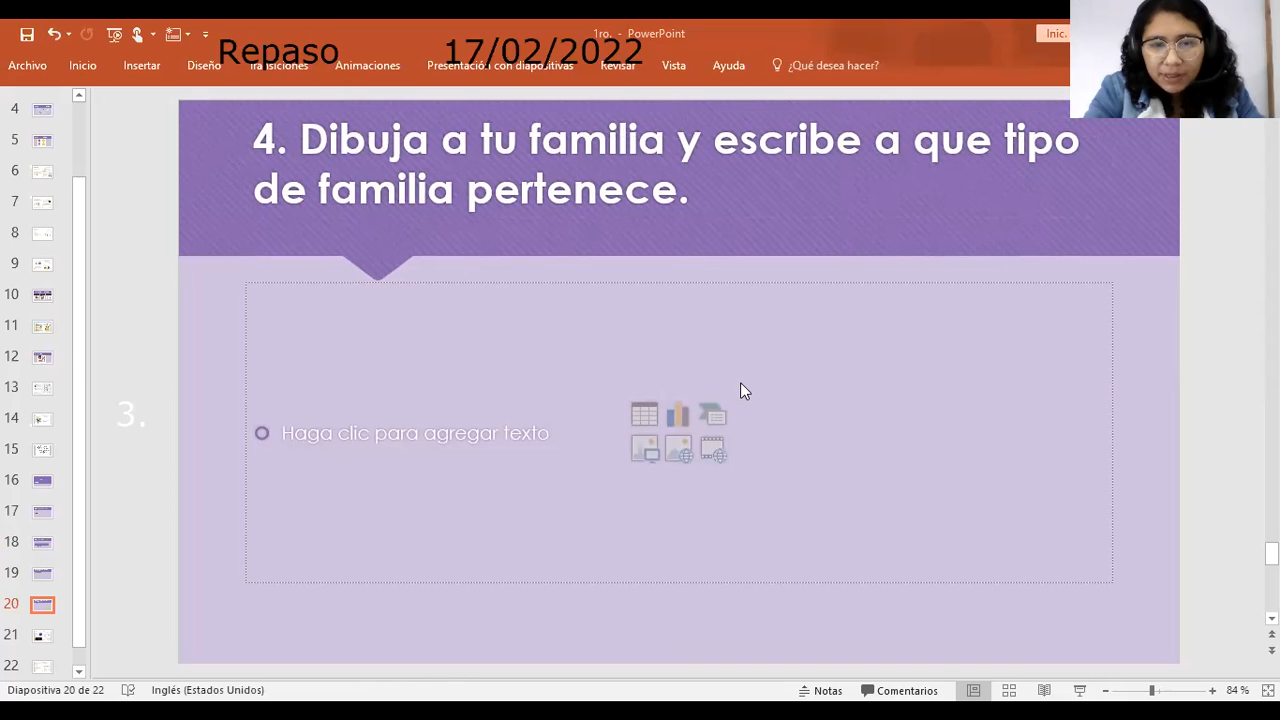 1ro. - PowerPoint
Inic.
Repaso 17/02/2022
Archivo Inicio Insertar Diseño Transiciones Animaciones Presentación con diapositivas Revisar Vista Ayuda ¿Qué desea hacer?
4
5
6
7
8
9
10
11
12
13
14
15
16
17
18
19
20
21
22
4. Dibuja a tu familia y escribe a que tipo
de familia pertenece.
3.
Haga clic para agregar texto
Diapositiva 20 de 22 Inglés (Estados Unidos) Notas Comentarios 84 %